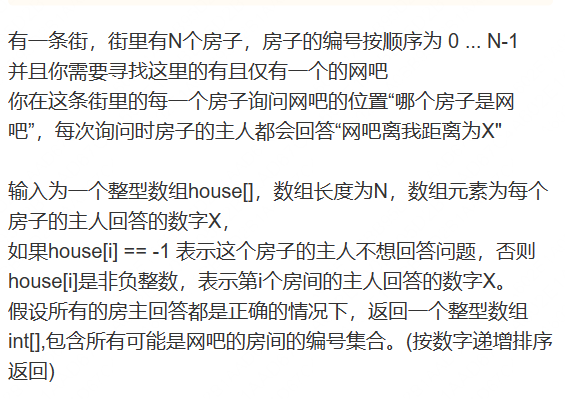 有一条街，街里有N个房子，房子的编号按顺序为 0 ... N-1
并且你需要寻找这里的有且仅有一个的网吧
你在这条街里的每一个房子询问网吧的位置“哪个房子是网
吧”，每次询问时房子的主人都会回答“网吧离我距离为X"
输入为一个整型数组house[]，数组长度为N，数组元素为每个
房子的主人回答的数字X，
如果house[i] == -1 表示这个房子的主人不想回答问题，否则
house[i]是非负整数，表示第i个房间的主人回答的数字X。
假设所有的房主回答都是正确的情况下，返回一个整型数组
int[],包含所有可能是网吧的房间的编号集合。(按数字递增排序
返回)